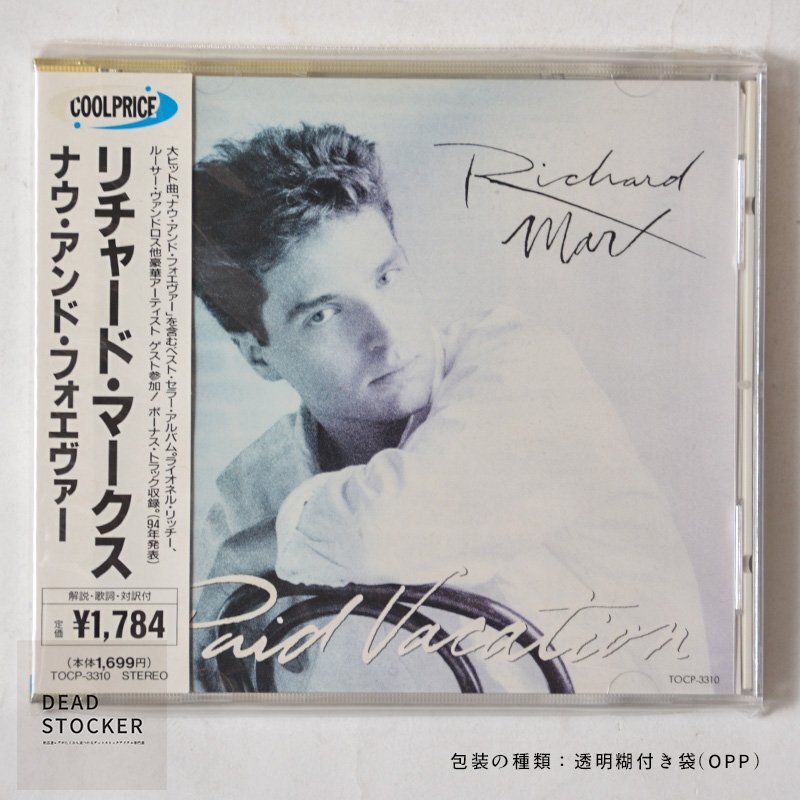 COOLPRICE
リチャード・マークス
ナウ・アンド・フォエヴァー
大ヒット曲「ナウ・アンド・フォエヴァー」を含むベスト・セラー・アルバム。ライオネル・リッチー、
ルーサー・ヴァンドロス他豪華アーティスト ゲスト参加！ ボーナス・トラック収録。(94年発表)
解説・歌詞・対訳付
定価 ¥1,784
(本体1,699円)
TOCP-3310 STEREO
Richard
Marx
Paid Vacation
TOCP-3310
DEAD
STOCKER
包装の種類：透明糊付き袋(OPP)